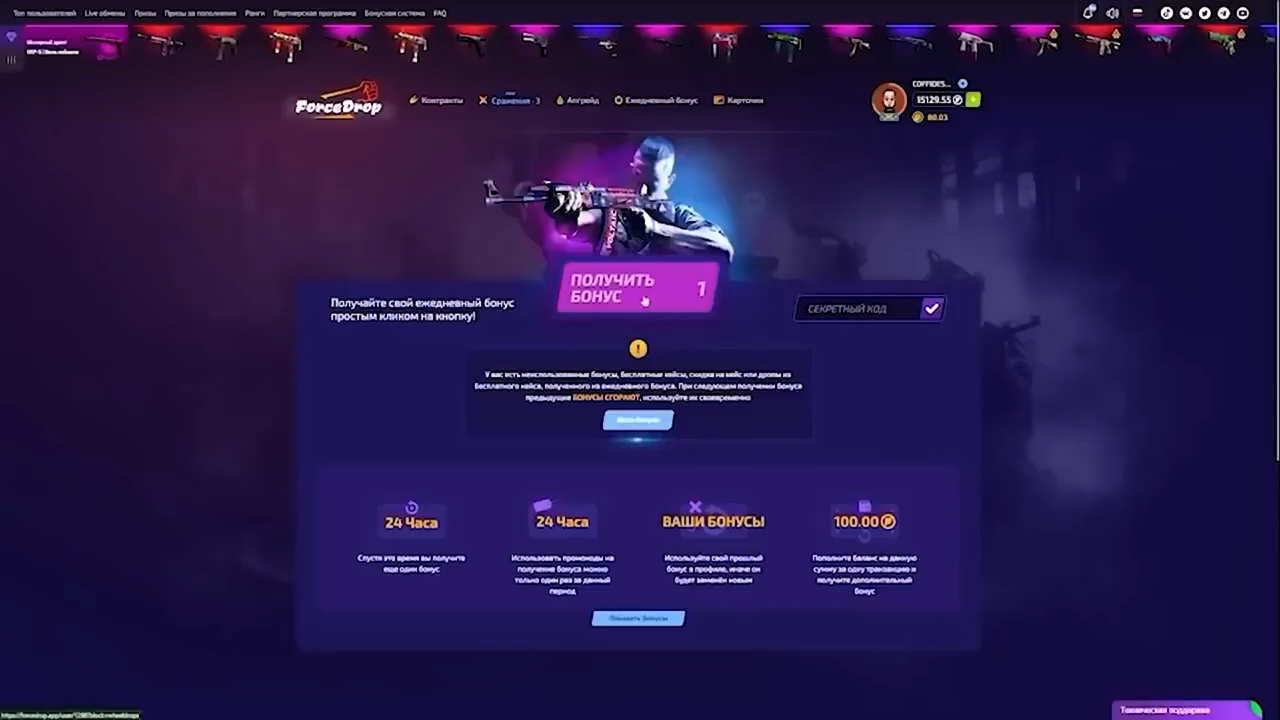 Топ пользователей Live обмены Призы Призы за пополнения Ранги Партнерская программа Бонусная система FAQ
ForceDrop
Контракты
Сражения · 3
Апгрейд
Ежедневный бонус
Карточки
COFFIDES...
15129.55
80.03
ПОЛУЧИТЬ
БОНУС
1
Получайте свой ежедневный бонус
простым кликом на кнопку!
СЕКРЕТНЫЙ КОД
У вас есть неиспользованные бонусы, бесплатные кейсы, скидка на кейс или дропы из
бесплатного кейса, полученного из ежедневного бонуса. При следующем получении бонуса
предыдущие БОНУСЫ СГОРАЮТ, используйте их своевременно
24 Часа
Спустя это время вы получите
еще один бонус
24 Часа
Использовать промокоды на
получение бонуса можно
только один раз за данный
период
ВАШИ БОНУСЫ
Используйте свой прошлый
бонус в профиле, иначе он
будет заменён новым
100.00
Пополните баланс на данную
сумму за одну транзакцию и
получите дополнительный
бонус
Показать бонусы
Техническая поддержка